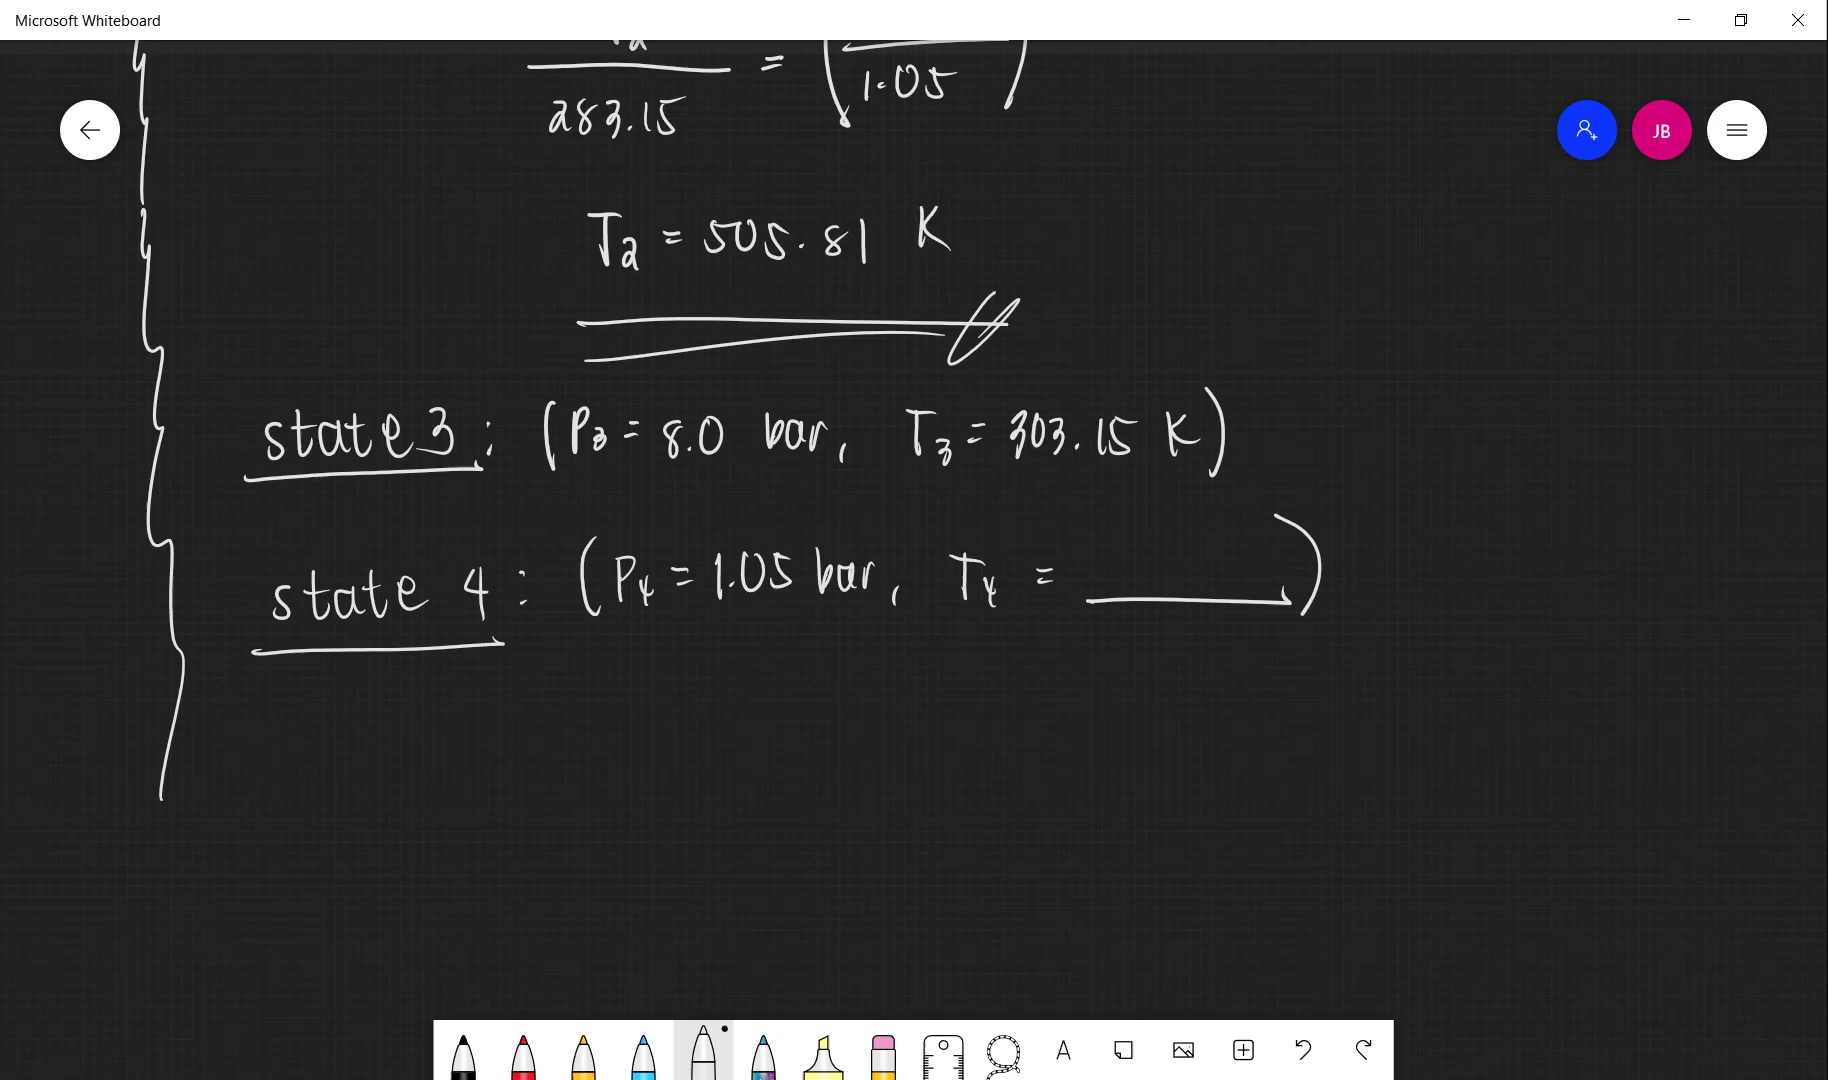 Microsoft Whiteboard
283.15 = ( 1.05 )
JB
T2 = 505.81 K
state 3 : (P3 = 8.0 bar, T3 = 303.15 K)
state 4 : (P4 = 1.05 bar, T4 = ______)
A